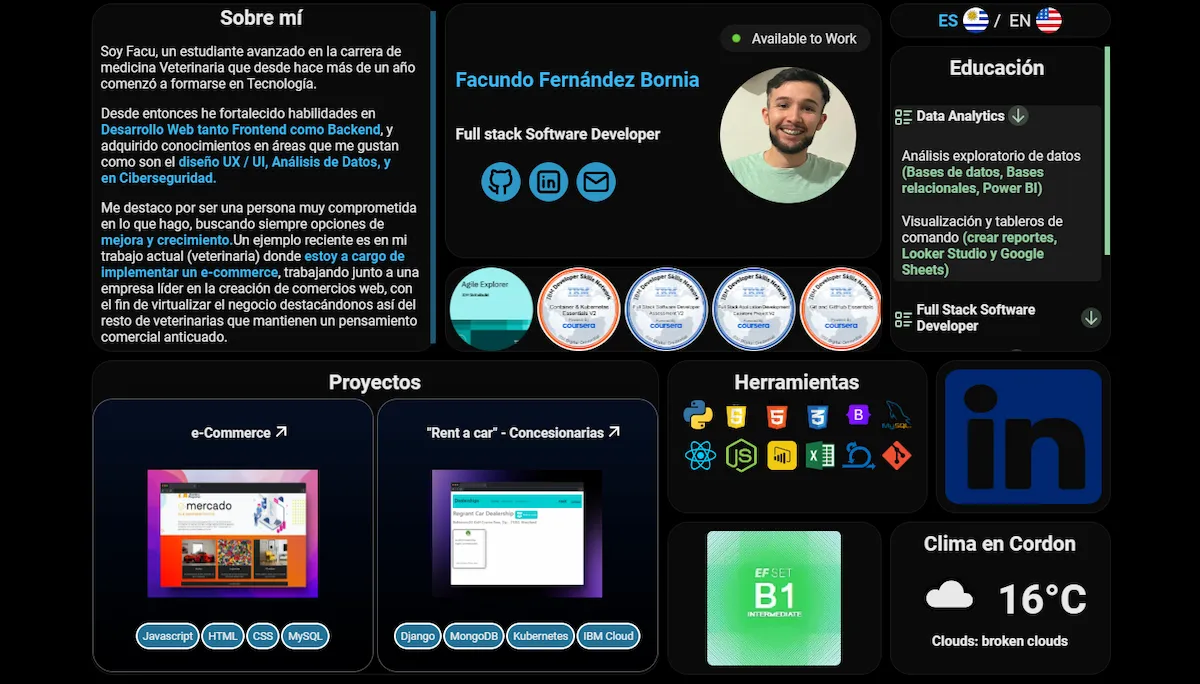 Sobre mí
Soy Facu, un estudiante avanzado en la carrera de
medicina Veterinaria que desde hace más de un año
comenzó a formarse en Tecnología.
Desde entonces he fortalecido habilidades en
Desarrollo Web tanto Frontend como Backend, y
adquirido conocimientos en áreas que me gustan
como son el diseño UX / UI, Análisis de Datos, y
en Ciberseguridad.
Me destaco por ser una persona muy comprometida
en lo que hago, buscando siempre opciones de
mejora y crecimiento.Un ejemplo reciente es en mi
trabajo actual (veterinaria) donde estoy a cargo de
implementar un e-commerce, trabajando junto a una
empresa líder en la creación de comercios web, con
el fin de virtualizar el negocio destacándonos así del
resto de veterinarias que mantienen un pensamiento
comercial anticuado.
Available to Work
Facundo Fernández Bornia
Full stack Software Developer
in
Agile Explorer
IBM Developer Skills Network
IBM
Container & Kubernetes
Essentials V2
coursera
IBM Developer Skills Network
IBM
Full Stack Software Developer
Assessment V2
coursera
IBM Developer Skills Network
IBM
Full Stack Application Development
Capstone Project V2
coursera
IBM Developer Skills Network
IBM
Git and GitHub Essentials
coursera
ES / EN
Educación
Data Analytics
Análisis exploratorio de datos
(Bases de datos, Bases
relacionales, Power BI)
Visualización y tableros de
comando (crear reportes,
Looker Studio y Google
Sheets)
Full Stack Software
Developer
Proyectos
e-Commerce
mercado
JavaScript HTML CSS MySQL
"Rent a car" - Concesionarias
Dealerships
Regrant Car Dealership
Django MongoDB Kubernetes IBM Cloud
Herramientas
5 3 B MySQL
JS X
in
EF SET
B1
INTERMEDIATE
Clima en Cordon
16°C
Clouds: broken clouds